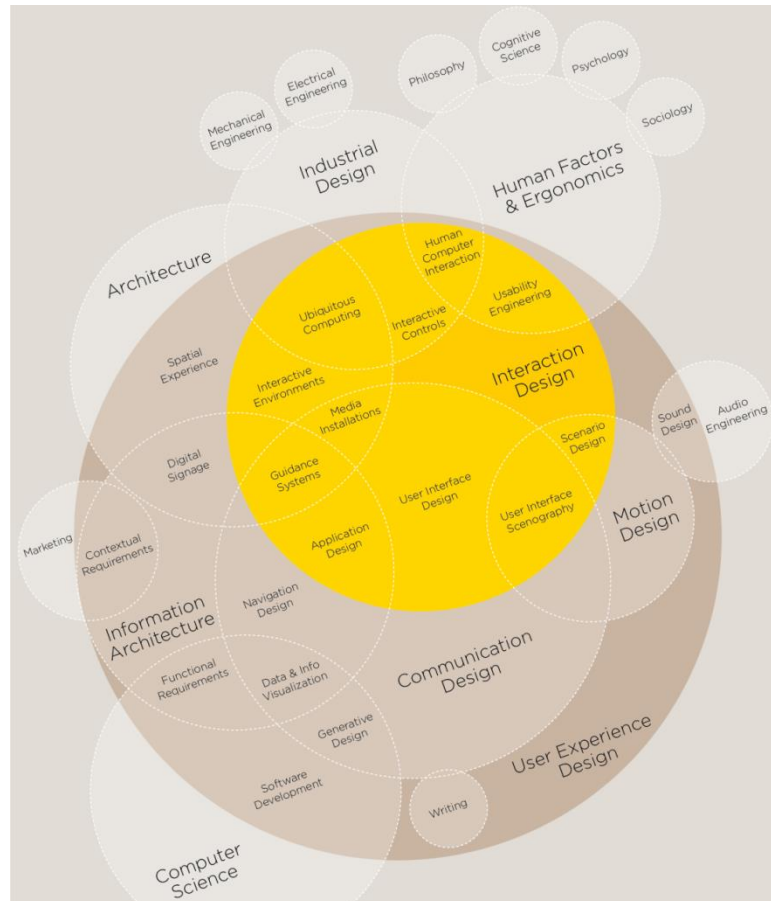 Cognitive
Science
Philosophy
Psychology
Electrical
Engineering
Mechanical
Engineering
Sociology
Industrial
Design
Human Factors
& Ergonomics
Architecture
Human
Computer
Interaction
Usability
Engineering
Ubiquitous
Computing
Interactive
Controls
Spatial
Experience
Interactive
Environments
Interaction
Design
Media
Installations
Sound
Design
Audio
Engineering
Scenario
Design
Digital
Signage
Guidance
Systems
User Interface
Design
User Interface
Scenography
Motion
Design
Marketing
Contextual
Requirements
Application
Design
Navigation
Design
Information
Architecture
Functional
Requirements
Data & Info
Visualization
Communication
Design
Generative
Design
User Experience
Design
Software
Development
Writing
Computer
Science